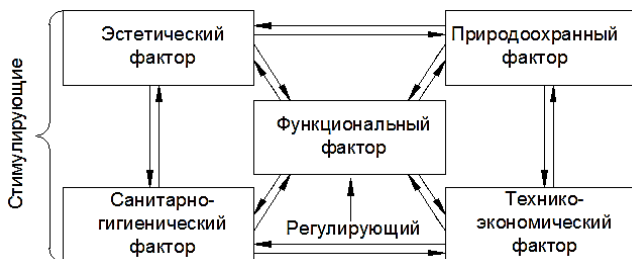 Стимулирующие
Эстетический
фактор
Природоохранный
фактор
Функциональный
фактор
Санитарно-
гигиенический
фактор
Регулирующий
Технико-
экономический
фактор